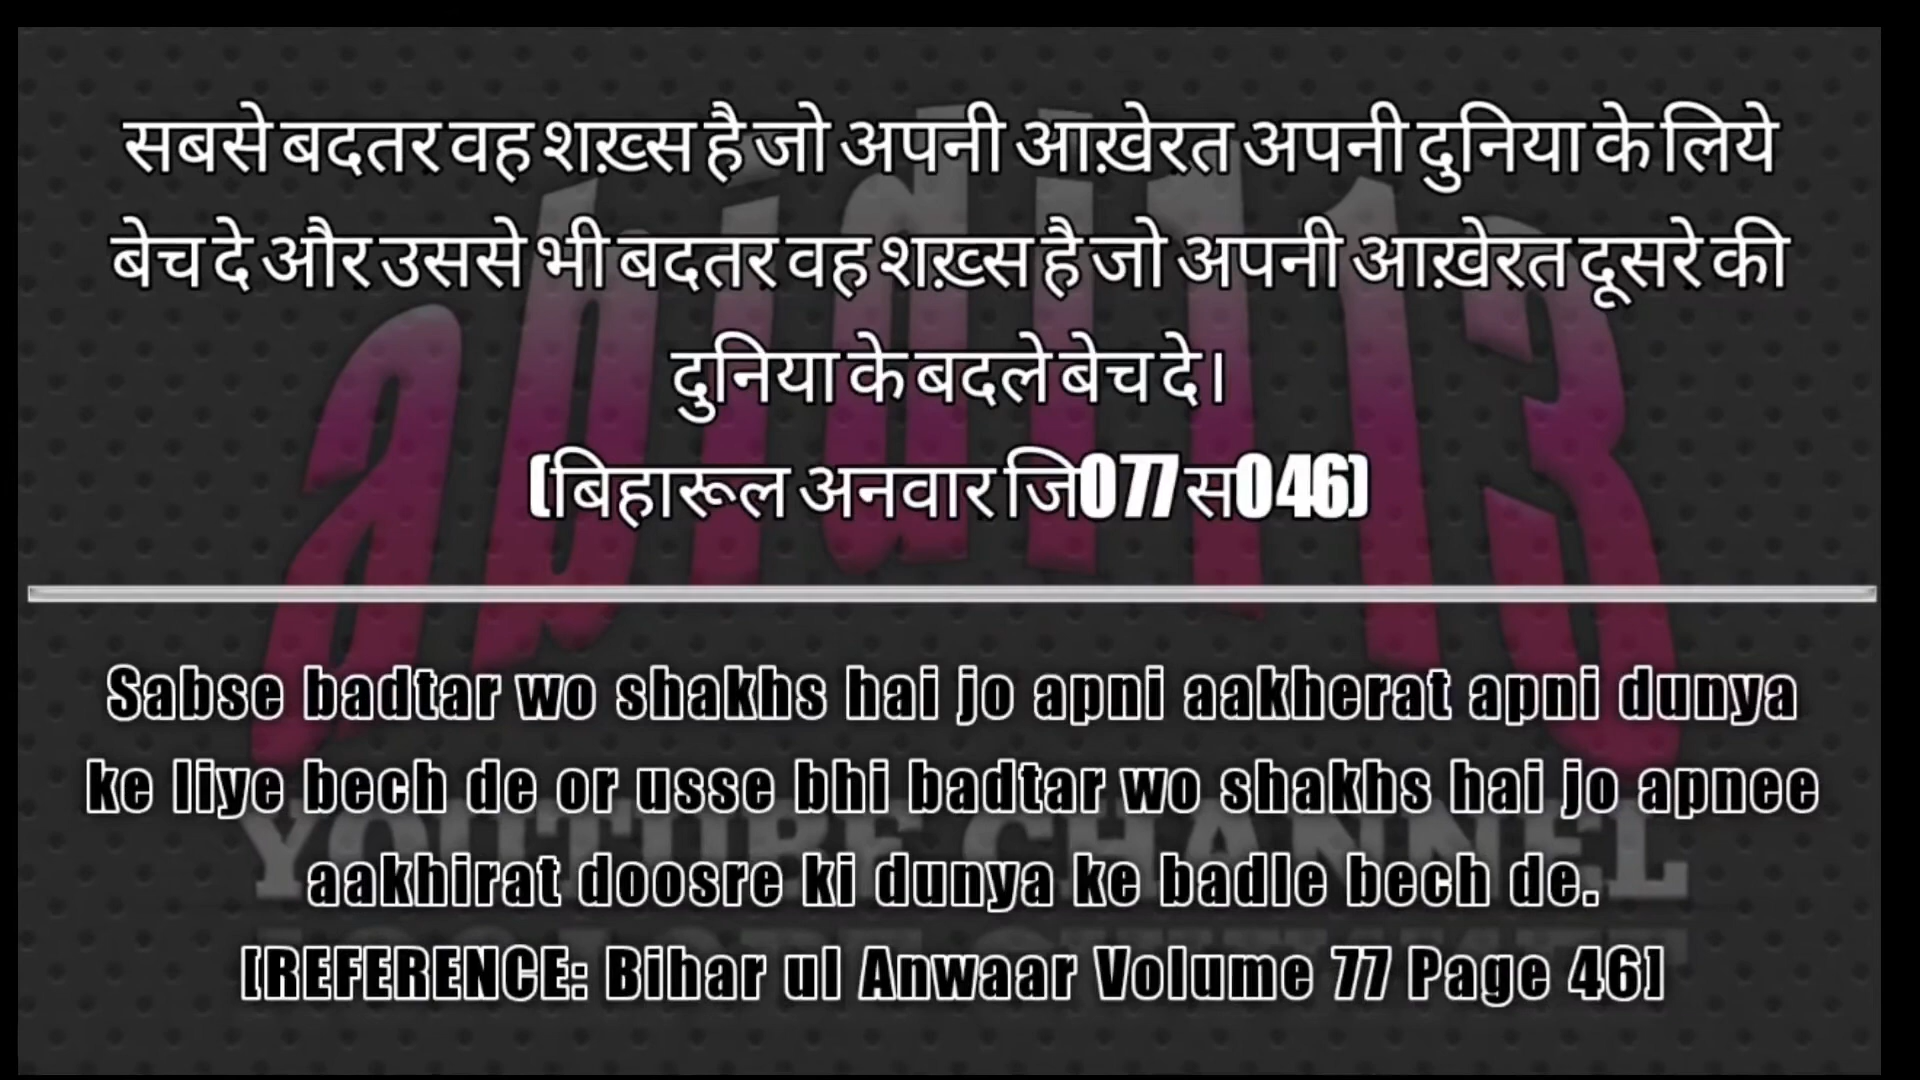 सबसे बदतर वह शख़्स है जो अपनी आख़ेरत अपनी दुनिया के लिये
बेच दे और उससे भी बदतर वह शख़्स है जो अपनी आख़ेरत दूसरे की
दुनिया के बदले बेच दे।
(बिहारूल अनवार जि077 स046)
Sabse badtar wo shakhs hai jo apni aakherat apni dunya
ke liye bech de or usse bhi badtar wo shakhs hai jo apnee
aakhirat doosre ki dunya ke badle bech de.
[REFERENCE: Bihar ul Anwaar Volume 77 Page 46]
abidi113
YOUTUBE CHANNEL